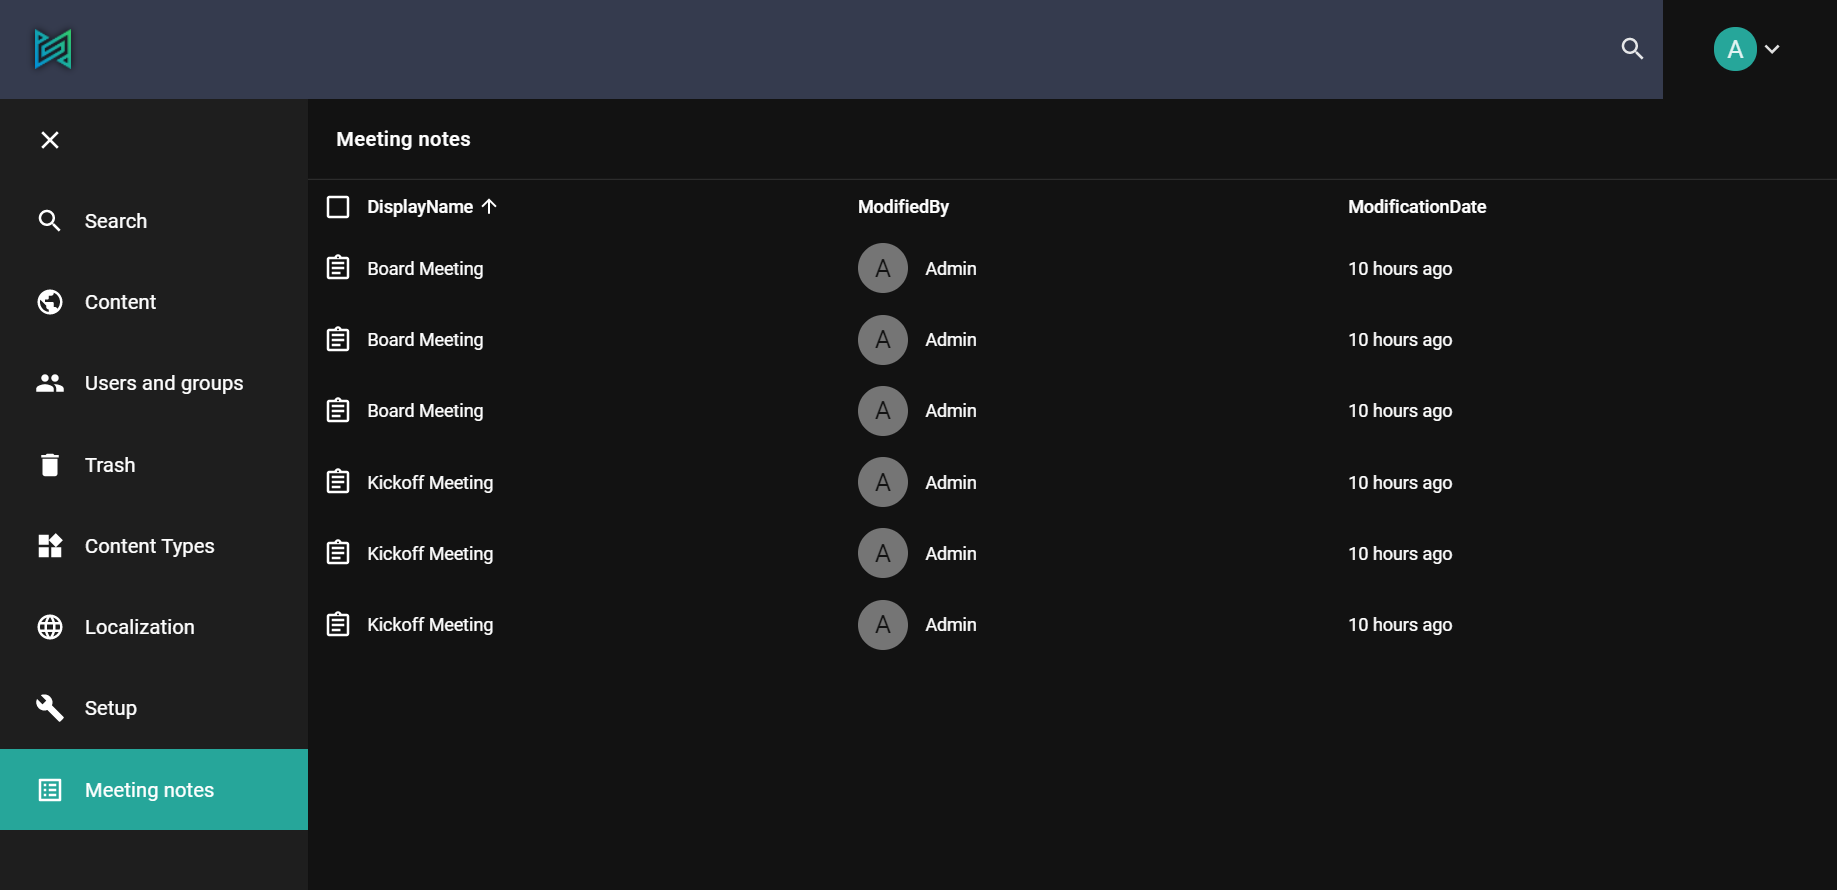 A
Meeting notes
Search
Content
Users and groups
Trash
Content Types
Localization
Setup
Meeting notes
DisplayName ModifiedBy ModificationDate
Board Meeting A Admin 10 hours ago
Board Meeting A Admin 10 hours ago
Board Meeting A Admin 10 hours ago
Kickoff Meeting A Admin 10 hours ago
Kickoff Meeting A Admin 10 hours ago
Kickoff Meeting A Admin 10 hours ago